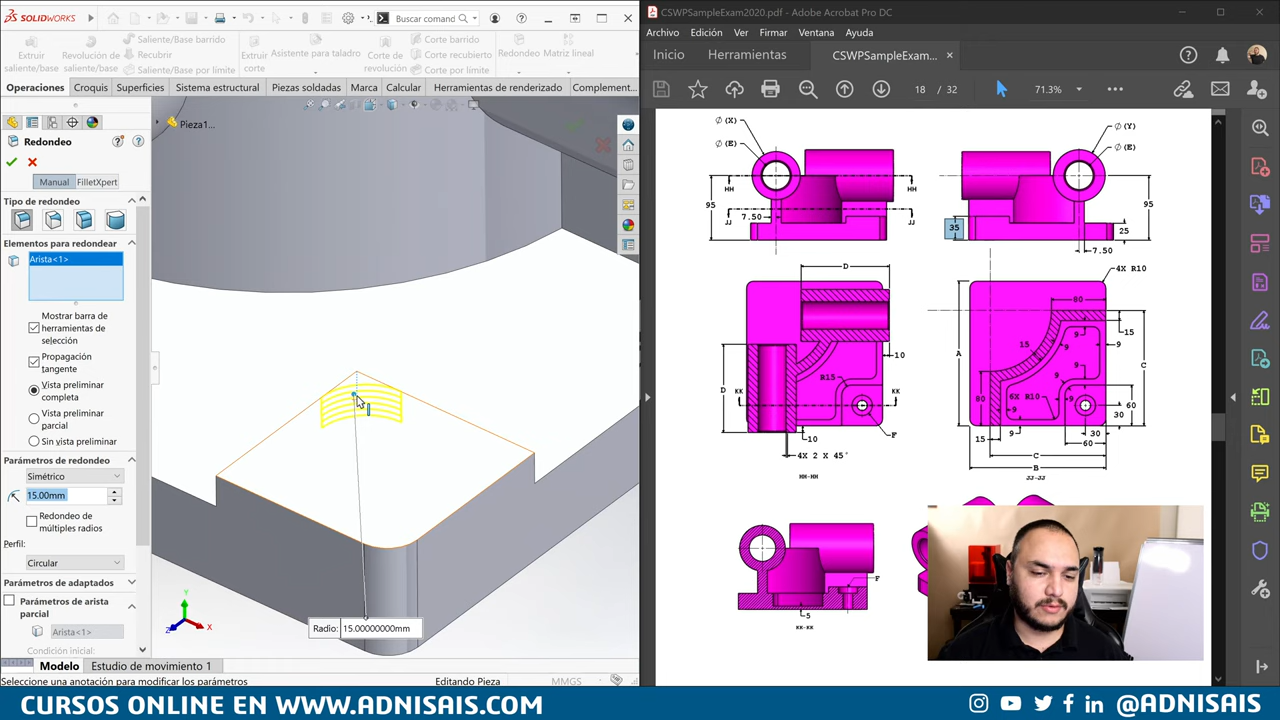 SOLIDWORKS
Buscar comand
Extruir saliente/base
Revolución de saliente/base
Saliente/Base barrido
Recubrir
Saliente/Base por límite
Extruir corte
Asistente para taladro
Corte de revolución
Corte barrido
Corte recubierto
Corte por límite
Redondeo
Matriz lineal
Operaciones
Croquis
Superficies
Sistema estructural
Piezas soldadas
Marca
Calcular
Herramientas de renderizado
Complement...
Pieza1...
Redondeo
Manual
FilletXpert
Tipo de redondeo
Elementos para redondear
Arista<1>
Mostrar barra de herramientas de selección
Propagación tangente
Vista preliminar completa
Vista preliminar parcial
Sin vista preliminar
Parámetros de redondeo
Simétrico
15.00mm
Redondeo de múltiples radios
Perfil:
Circular
Parámetros de adaptados
Parámetros de arista parcial
Arista<1>
Condición inicial:
Radio: 15.00000000mm
Modelo
Estudio de movimiento 1
Seleccione una anotación para modificar los parámetros
Editando Pieza
MMGS
CSWPSampleExam2020.pdf - Adobe Acrobat Pro DC
Archivo Edición Ver Firmar Ventana Ayuda
Inicio
Herramientas
CSWPSampleExam2020.pdf... ×
18 / 32
71.3%
Ø (X)
Ø (E)
HH
HH
95
7.50
JJ
JJ
Ø (Y)
Ø (E)
95
35
25
7.50
D
D
R15
10
KK
KK
10
F
4X 2 X 45°
HH-HH
4X R10
80
15
9
9
15
9
A
C
80
9
9
6X R10
60
30
9
9
15
30
60
C
B
JJ-JJ
F
5
KK-KK
CURSOS ONLINE EN WWW.ADNISAIS.COM
@ADNISAIS